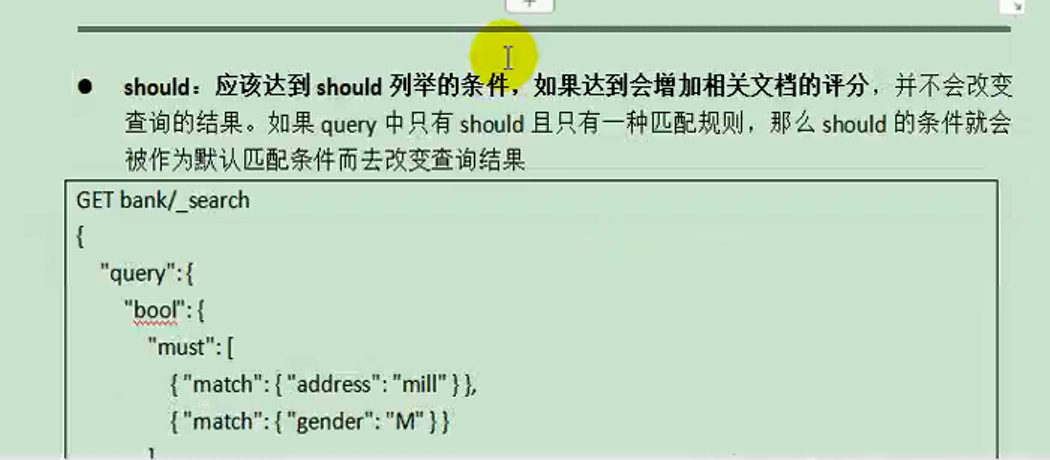 ● should：应该达到 should 列举的条件，如果达到会增加相关文档的评分，并不会改变
查询的结果。如果 query 中只有 should 且只有一种匹配规则，那么 should 的条件就会
被作为默认匹配条件而去改变查询结果
GET bank/_search
{
"query": {
"bool": {
"must": [
{ "match": { "address": "mill" } },
{ "match": { "gender": "M" } }
]